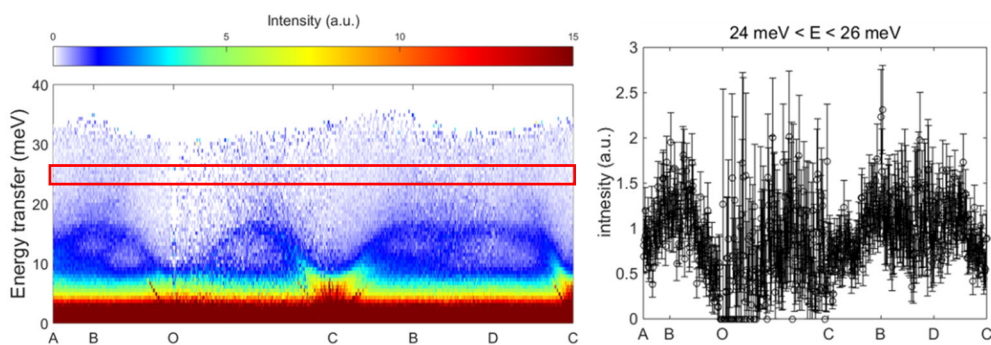 Intensity (a.u.)
0 5 10 15
Energy transfer (meV)
40
30
20
10
0
A B O C B D C
24 meV < E < 26 meV
intnesity (a.u.)
3
2.5
2
1.5
1
0.5
0
A B O C B D C